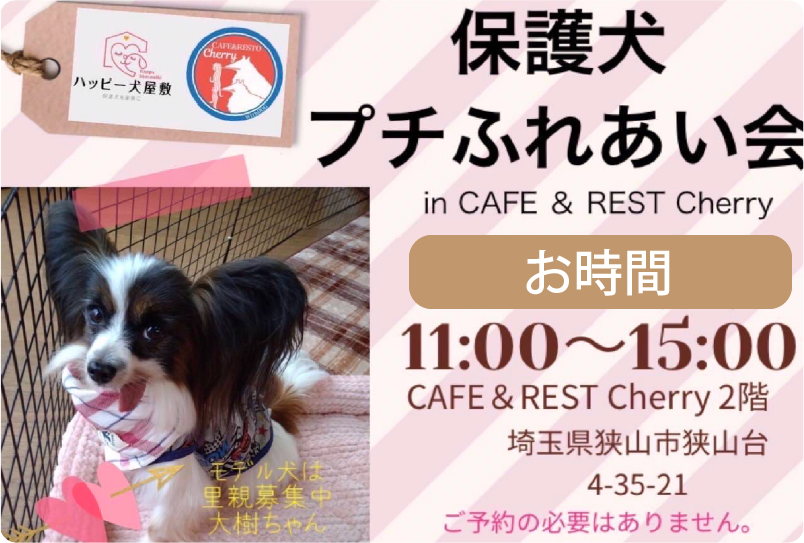 ハッピー犬屋敷
CAFE&RESTO
Cherry
保護犬
プチふれあい会
in CAFE & REST Cherry
お時間
11:00〜15:00
CAFE&REST Cherry 2階
埼玉県狭山市狭山台
4-35-21
ご予約の必要はありません。
モデル犬は
里親募集中
大樹ちゃん